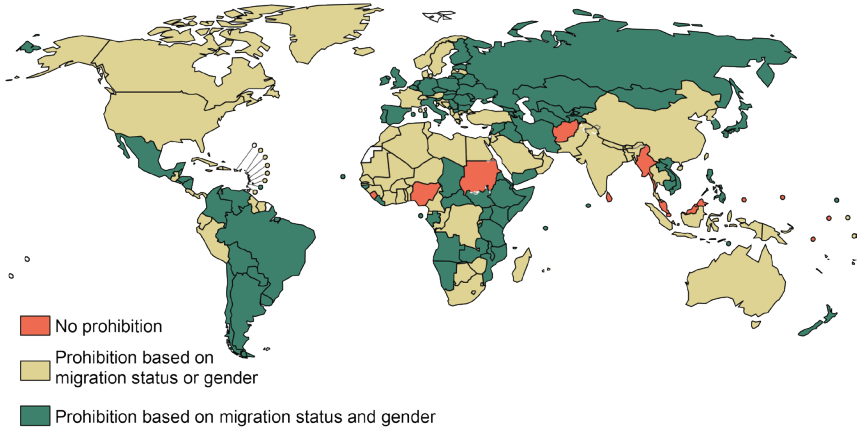 No prohibition
Prohibition based on
migration status or gender
Prohibition based on migration status and gender